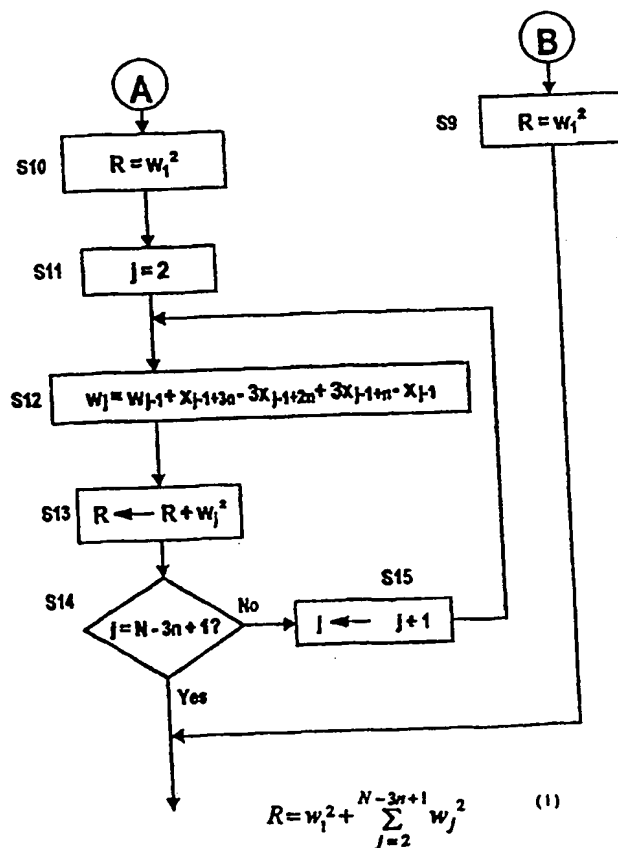 A
B
S9
R = w₁²
S10
R = w₁²
S11
j = 2
S12
wⱼ = wⱼ₋₁ + xⱼ₋₁₊₃ₙ - 3xⱼ₋₁₊₂ₙ + 3xⱼ₋₁₊ₙ - xⱼ₋₁
S13
R ← R + wⱼ²
S14
j = N - 3n + 1?
No
S15
j ← j + 1
Yes
R = w₁² + ∑_{j=2}^{N-3n+1} wⱼ² (1)